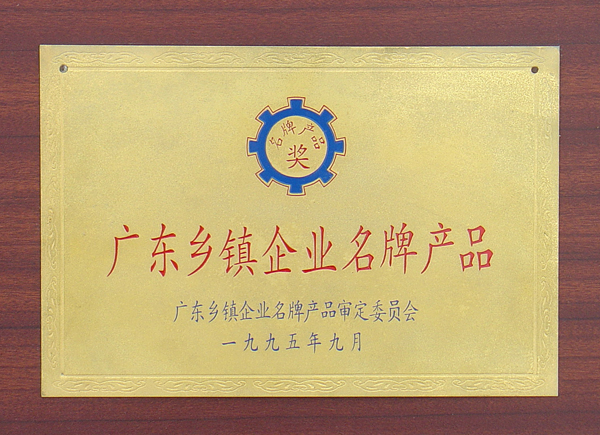 名牌产品
奖
广东乡镇企业名牌产品
广东乡镇企业名牌产品审定委员会
一九九五年九月